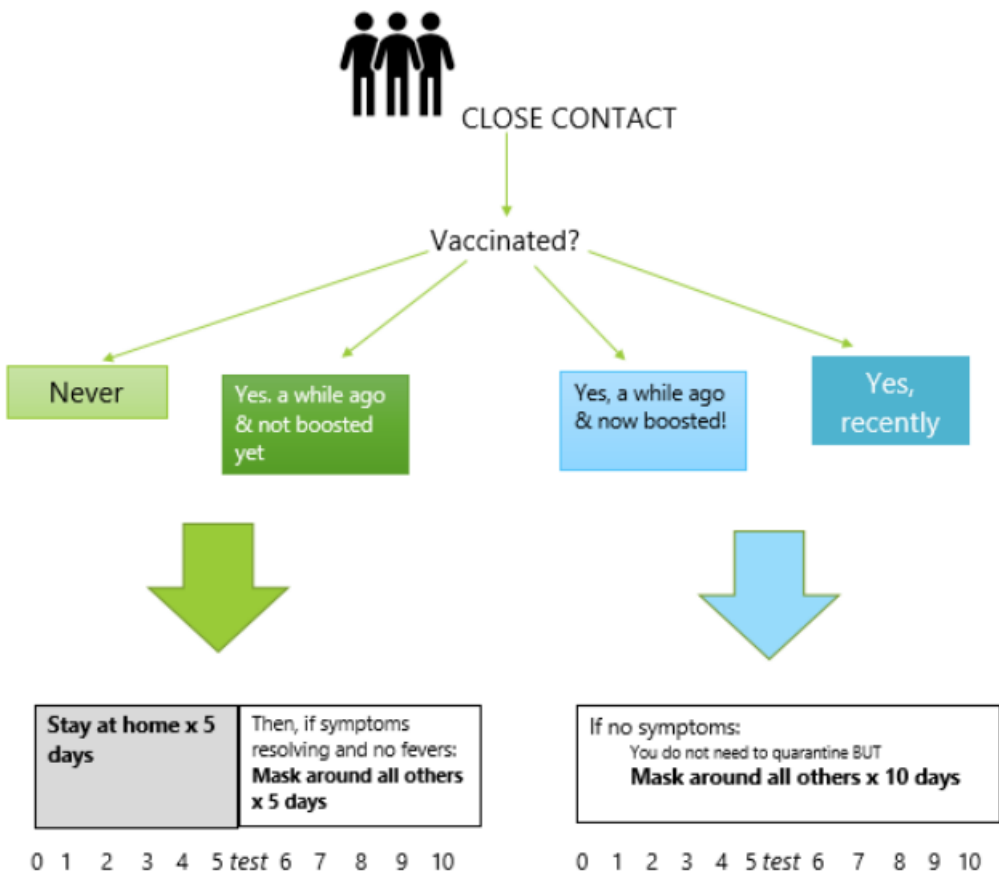 CLOSE CONTACT
Vaccinated?
Never
Yes. a while ago
& not boosted
yet
Yes, a while ago
& now boosted!
Yes,
recently
Stay at home x 5
days
Then, if symptoms
resolving and no fevers:
Mask around all others
x 5 days
If no symptoms:
You do not need to quarantine BUT
Mask around all others x 10 days
0 1 2 3 4 5 test 6 7 8 9 10
0 1 2 3 4 5 test 6 7 8 9 10